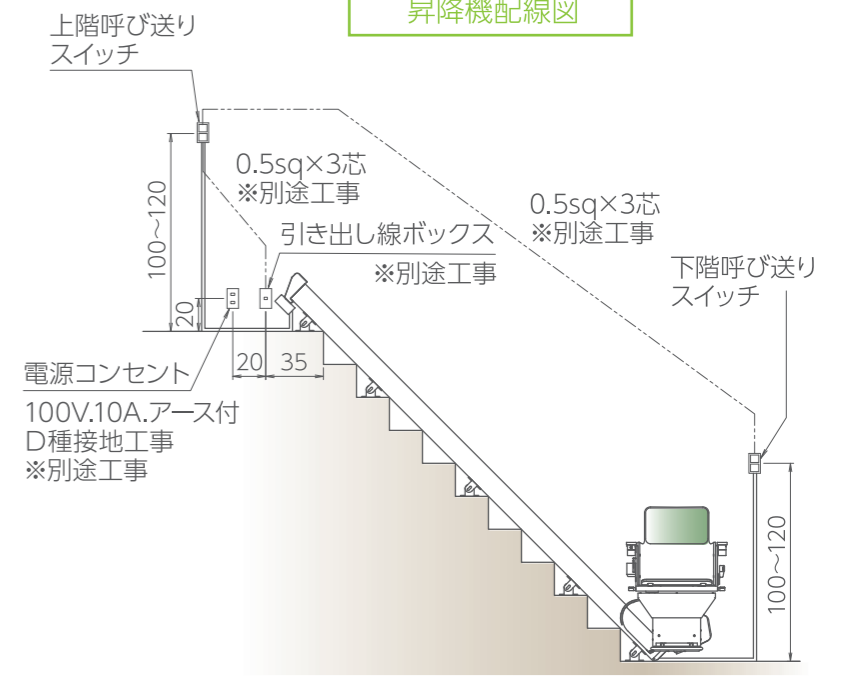 昇降機配線図
上階呼び送り
スイッチ
0.5sq×3芯
※別途工事
0.5sq×3芯
※別途工事
引き出し線ボックス
※別途工事
下階呼び送り
スイッチ
100〜120
20
20
35
電源コンセント
100V.10A.アース付
D種接地工事
※別途工事
100〜120